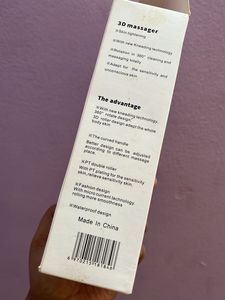 3D massager
※Skin tightening
※With new kneading technology
※Rotation in 360° cleaning and
massaging totally
※Adapt for the sensitivity and
unconscious skin
The advantage
※With new kneading technology,
360° rotate design,
3D roller design adapt the whole
body skin
※The curved handle
Better design can be adjusted
according to different massage
place.
※PT double roller
With PT plating for the sensitivity
skin, relieve sensitivity skin.
※Fashion design
With micro current technology.
rolling more smoothness
※Waterproof design
Made In China